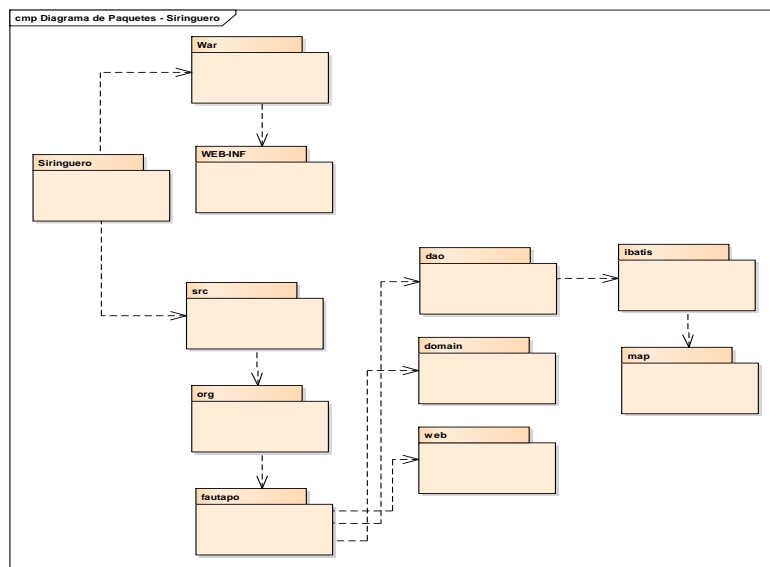 cmp Diagrama de Paquetes - Siringuero
War
Siringuero
WEB-INF
dao
ibatis
src
domain
map
org
web
fautapo